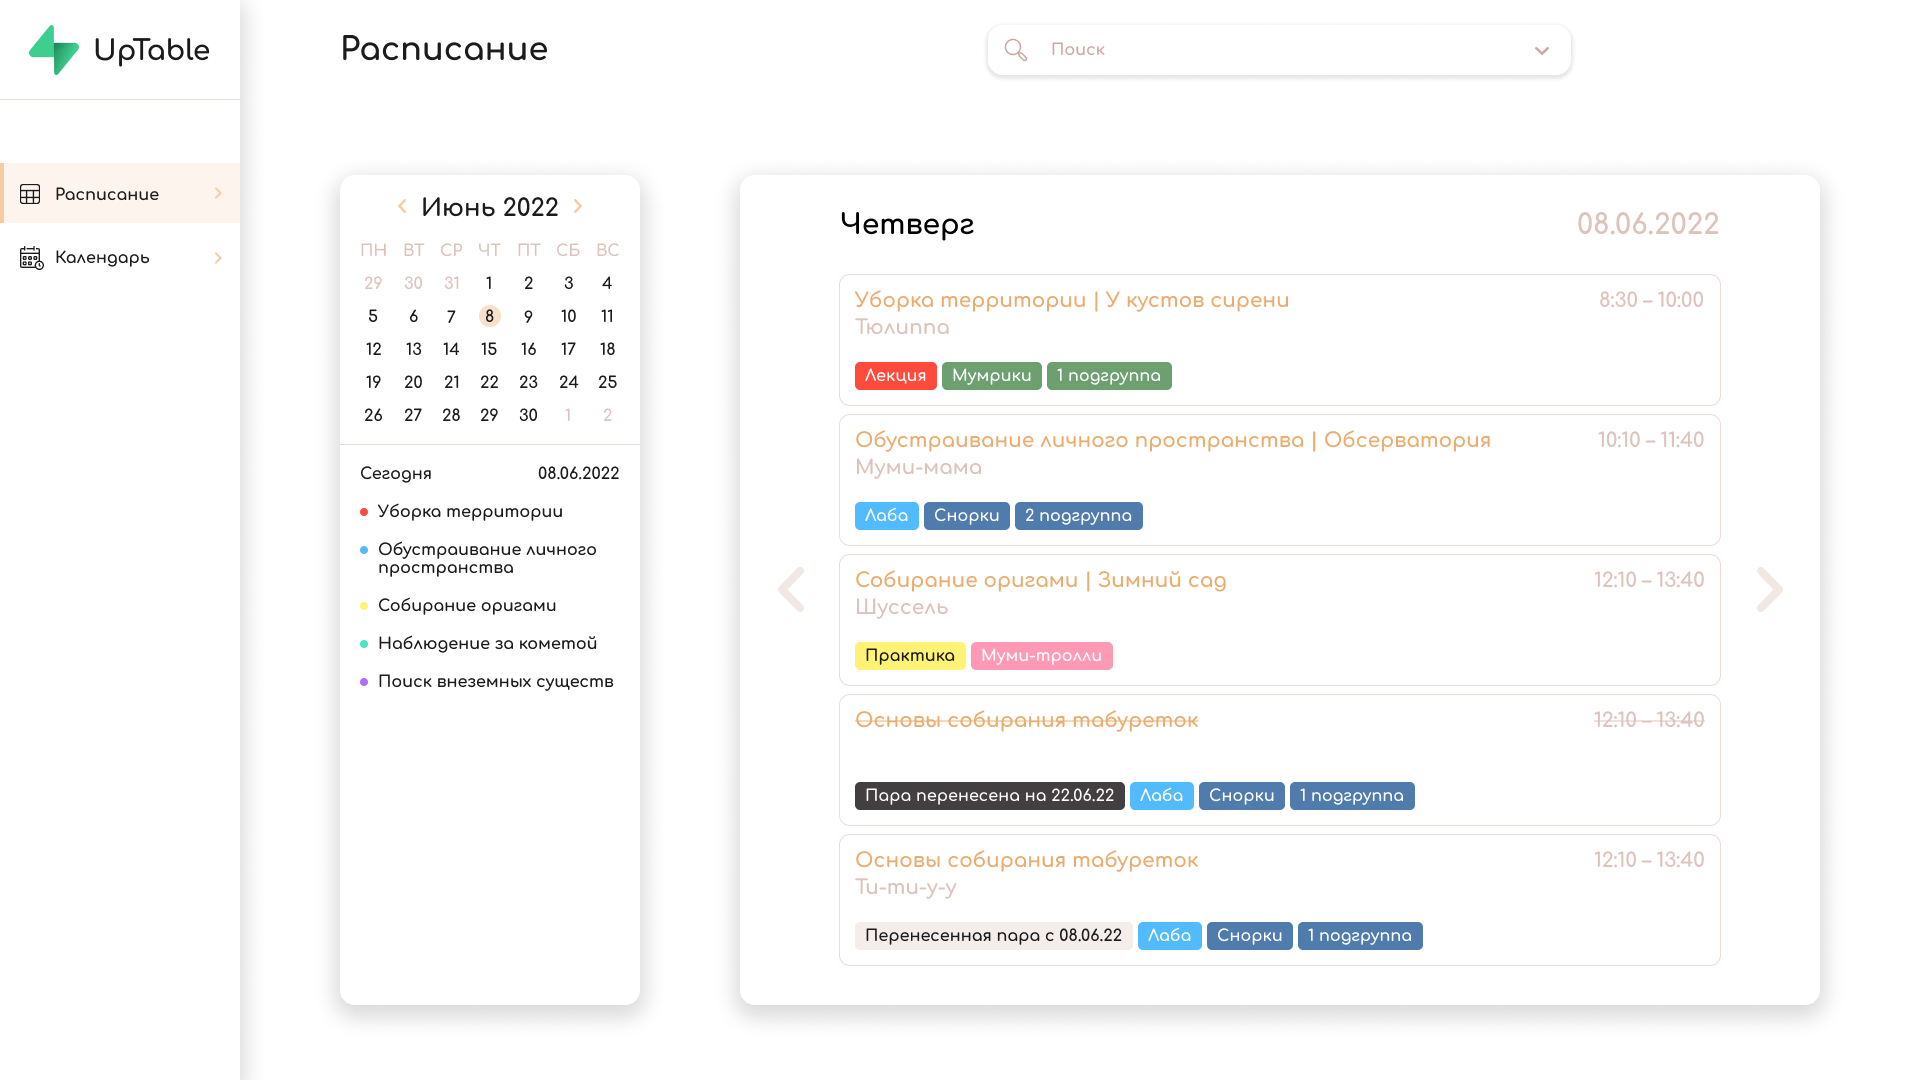 UpTable
Расписание
Поиск
Расписание
Календарь
Июнь 2022
ПН ВТ СР ЧТ ПТ СБ ВС
29 30 31 1 2 3 4
5 6 7 8 9 10 11
12 13 14 15 16 17 18
19 20 21 22 23 24 25
26 27 28 29 30 1 2
Сегодня 08.06.2022
Уборка территории
Обустраивание личного
пространства
Собирание оригами
Наблюдение за кометой
Поиск внеземных существ
Четверг 08.06.2022
Уборка территории | У кустов сирени 8:30 – 10:00
Тюлиппа
Лекция Мумрики 1 подгруппа
Обустраивание личного пространства | Обсерватория 10:10 – 11:40
Муми-мама
Лаба Снорки 2 подгруппа
Собирание оригами | Зимний сад 12:10 – 13:40
Шуссель
Практика Муми-тролли
Основы собирания табуреток 12:10 – 13:40
Пара перенесена на 22.06.22 Лаба Снорки 1 подгруппа
Основы собирания табуреток 12:10 – 13:40
Ти-ти-у-у
Перенесенная пара с 08.06.22 Лаба Снорки 1 подгруппа